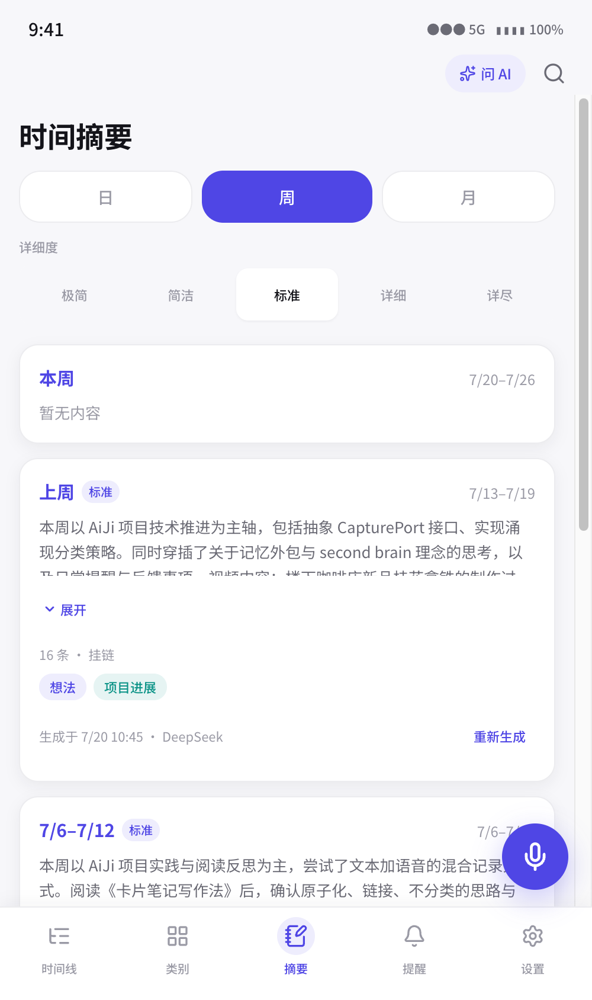 9:41
5G 100%
问 AI
时间摘要
日 周 月
详细度
极简 简洁 标准 详细 详尽
本周 7/20–7/26
暂无内容
上周 标准 7/13–7/19
本周以 AiJi 项目技术推进为主轴，包括抽象 CapturePort 接口、实现涌
现分类策略。同时穿插了关于记忆外包与 second brain 理念的思考，以
展开
16 条 · 挂链
想法 项目进展
生成于 7/20 10:45 · DeepSeek 重新生成
7/6–7/12 标准 7/6–7/
本周以 AiJi 项目实践与阅读反思为主，尝试了文本加语音的混合记录
式。阅读《卡片笔记写作法》后，确认原子化、链接、不分类的思路与
时间线 类别 摘要 提醒 设置